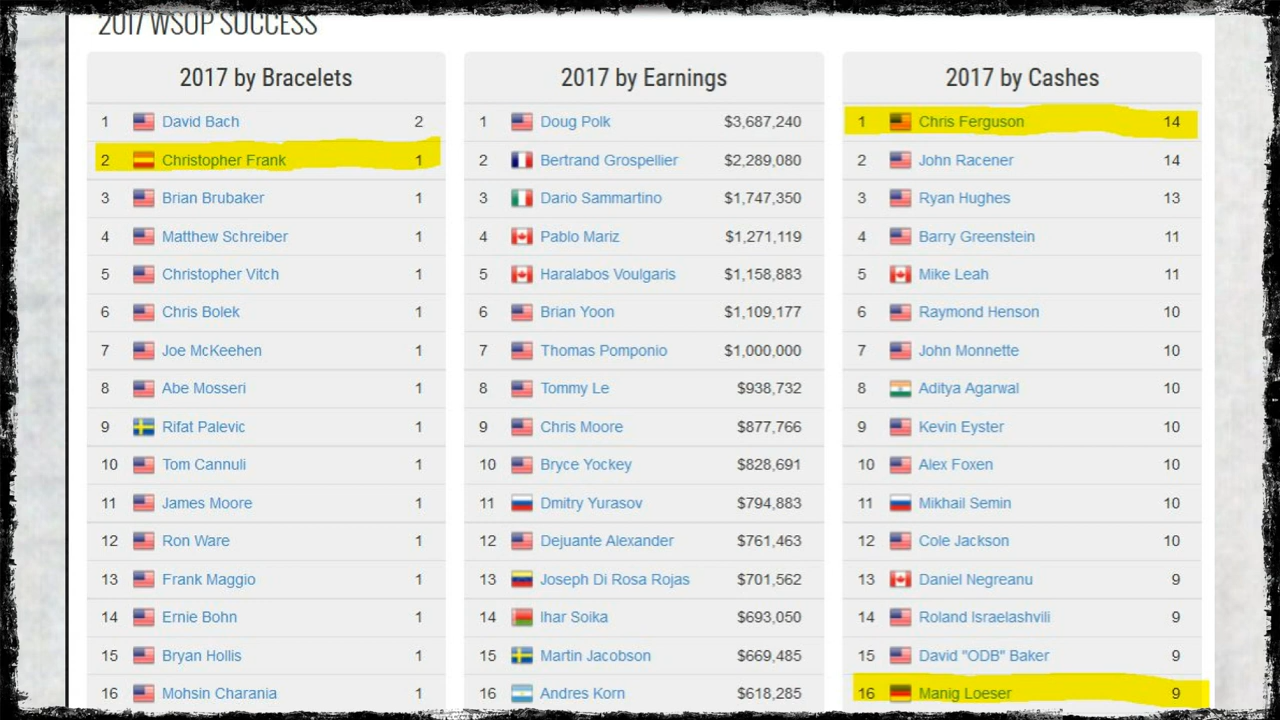 2017 WSOP SUCCESS
2017 by Bracelets
1 David Bach 2
2 Christopher Frank 1
3 Brian Brubaker 1
4 Matthew Schreiber 1
5 Christopher Vitch 1
6 Chris Bolek 1
7 Joe McKeehen 1
8 Abe Mosseri 1
9 Rifat Palevic 1
10 Tom Cannuli 1
11 James Moore 1
12 Ron Ware 1
13 Frank Maggio 1
14 Ernie Bohn 1
15 Bryan Hollis 1
16 Mohsin Charania 1
2017 by Earnings
1 Doug Polk $3,687,240
2 Bertrand Grospellier $2,289,080
3 Dario Sammartino $1,747,350
4 Pablo Mariz $1,271,119
5 Haralabos Voulgaris $1,158,883
6 Brian Yoon $1,109,177
7 Thomas Pomponio $1,000,000
8 Tommy Le $938,732
9 Chris Moore $877,766
10 Bryce Yockey $828,691
11 Dmitry Yurasov $794,883
12 Dejuante Alexander $761,463
13 Joseph Di Rosa Rojas $701,562
14 Ihar Soika $693,050
15 Martin Jacobson $669,485
16 Andres Korn $618,285
2017 by Cashes
1 Chris Ferguson 14
2 John Racener 14
3 Ryan Hughes 13
4 Barry Greenstein 11
5 Mike Leah 11
6 Raymond Henson 10
7 John Monnette 10
8 Aditya Agarwal 10
9 Kevin Eyster 10
10 Alex Foxen 10
11 Mikhail Semin 10
12 Cole Jackson 10
13 Daniel Negreanu 9
14 Roland Israelashvili 9
15 David "ODB" Baker 9
16 Manig Loeser 9